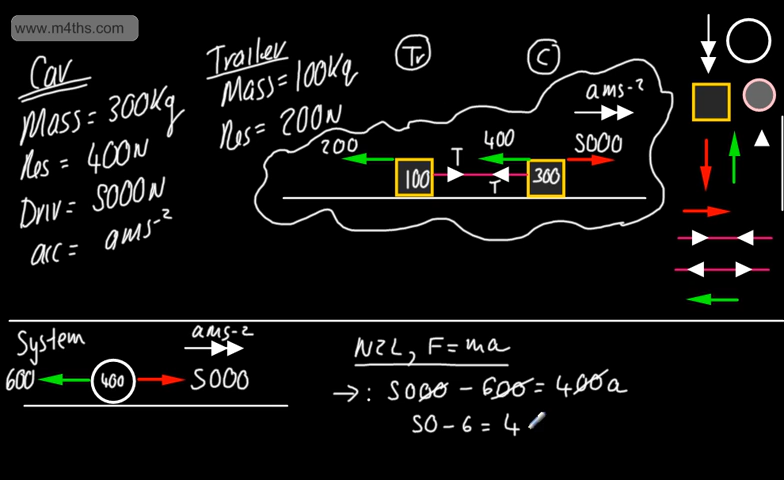 www.m4ths.com
Car
Mass = 300Kg
Res = 400N
Driv = 5000N
acc = ams-2
Trailer
Mass = 100Kg
Res = 200N
Tr
C
ams-2
200
400
5000
T
T
100
300
System
ams-2
600
400
5000
N2L, F=ma
→: 5000 - 600 = 400a
50 - 6 = 4